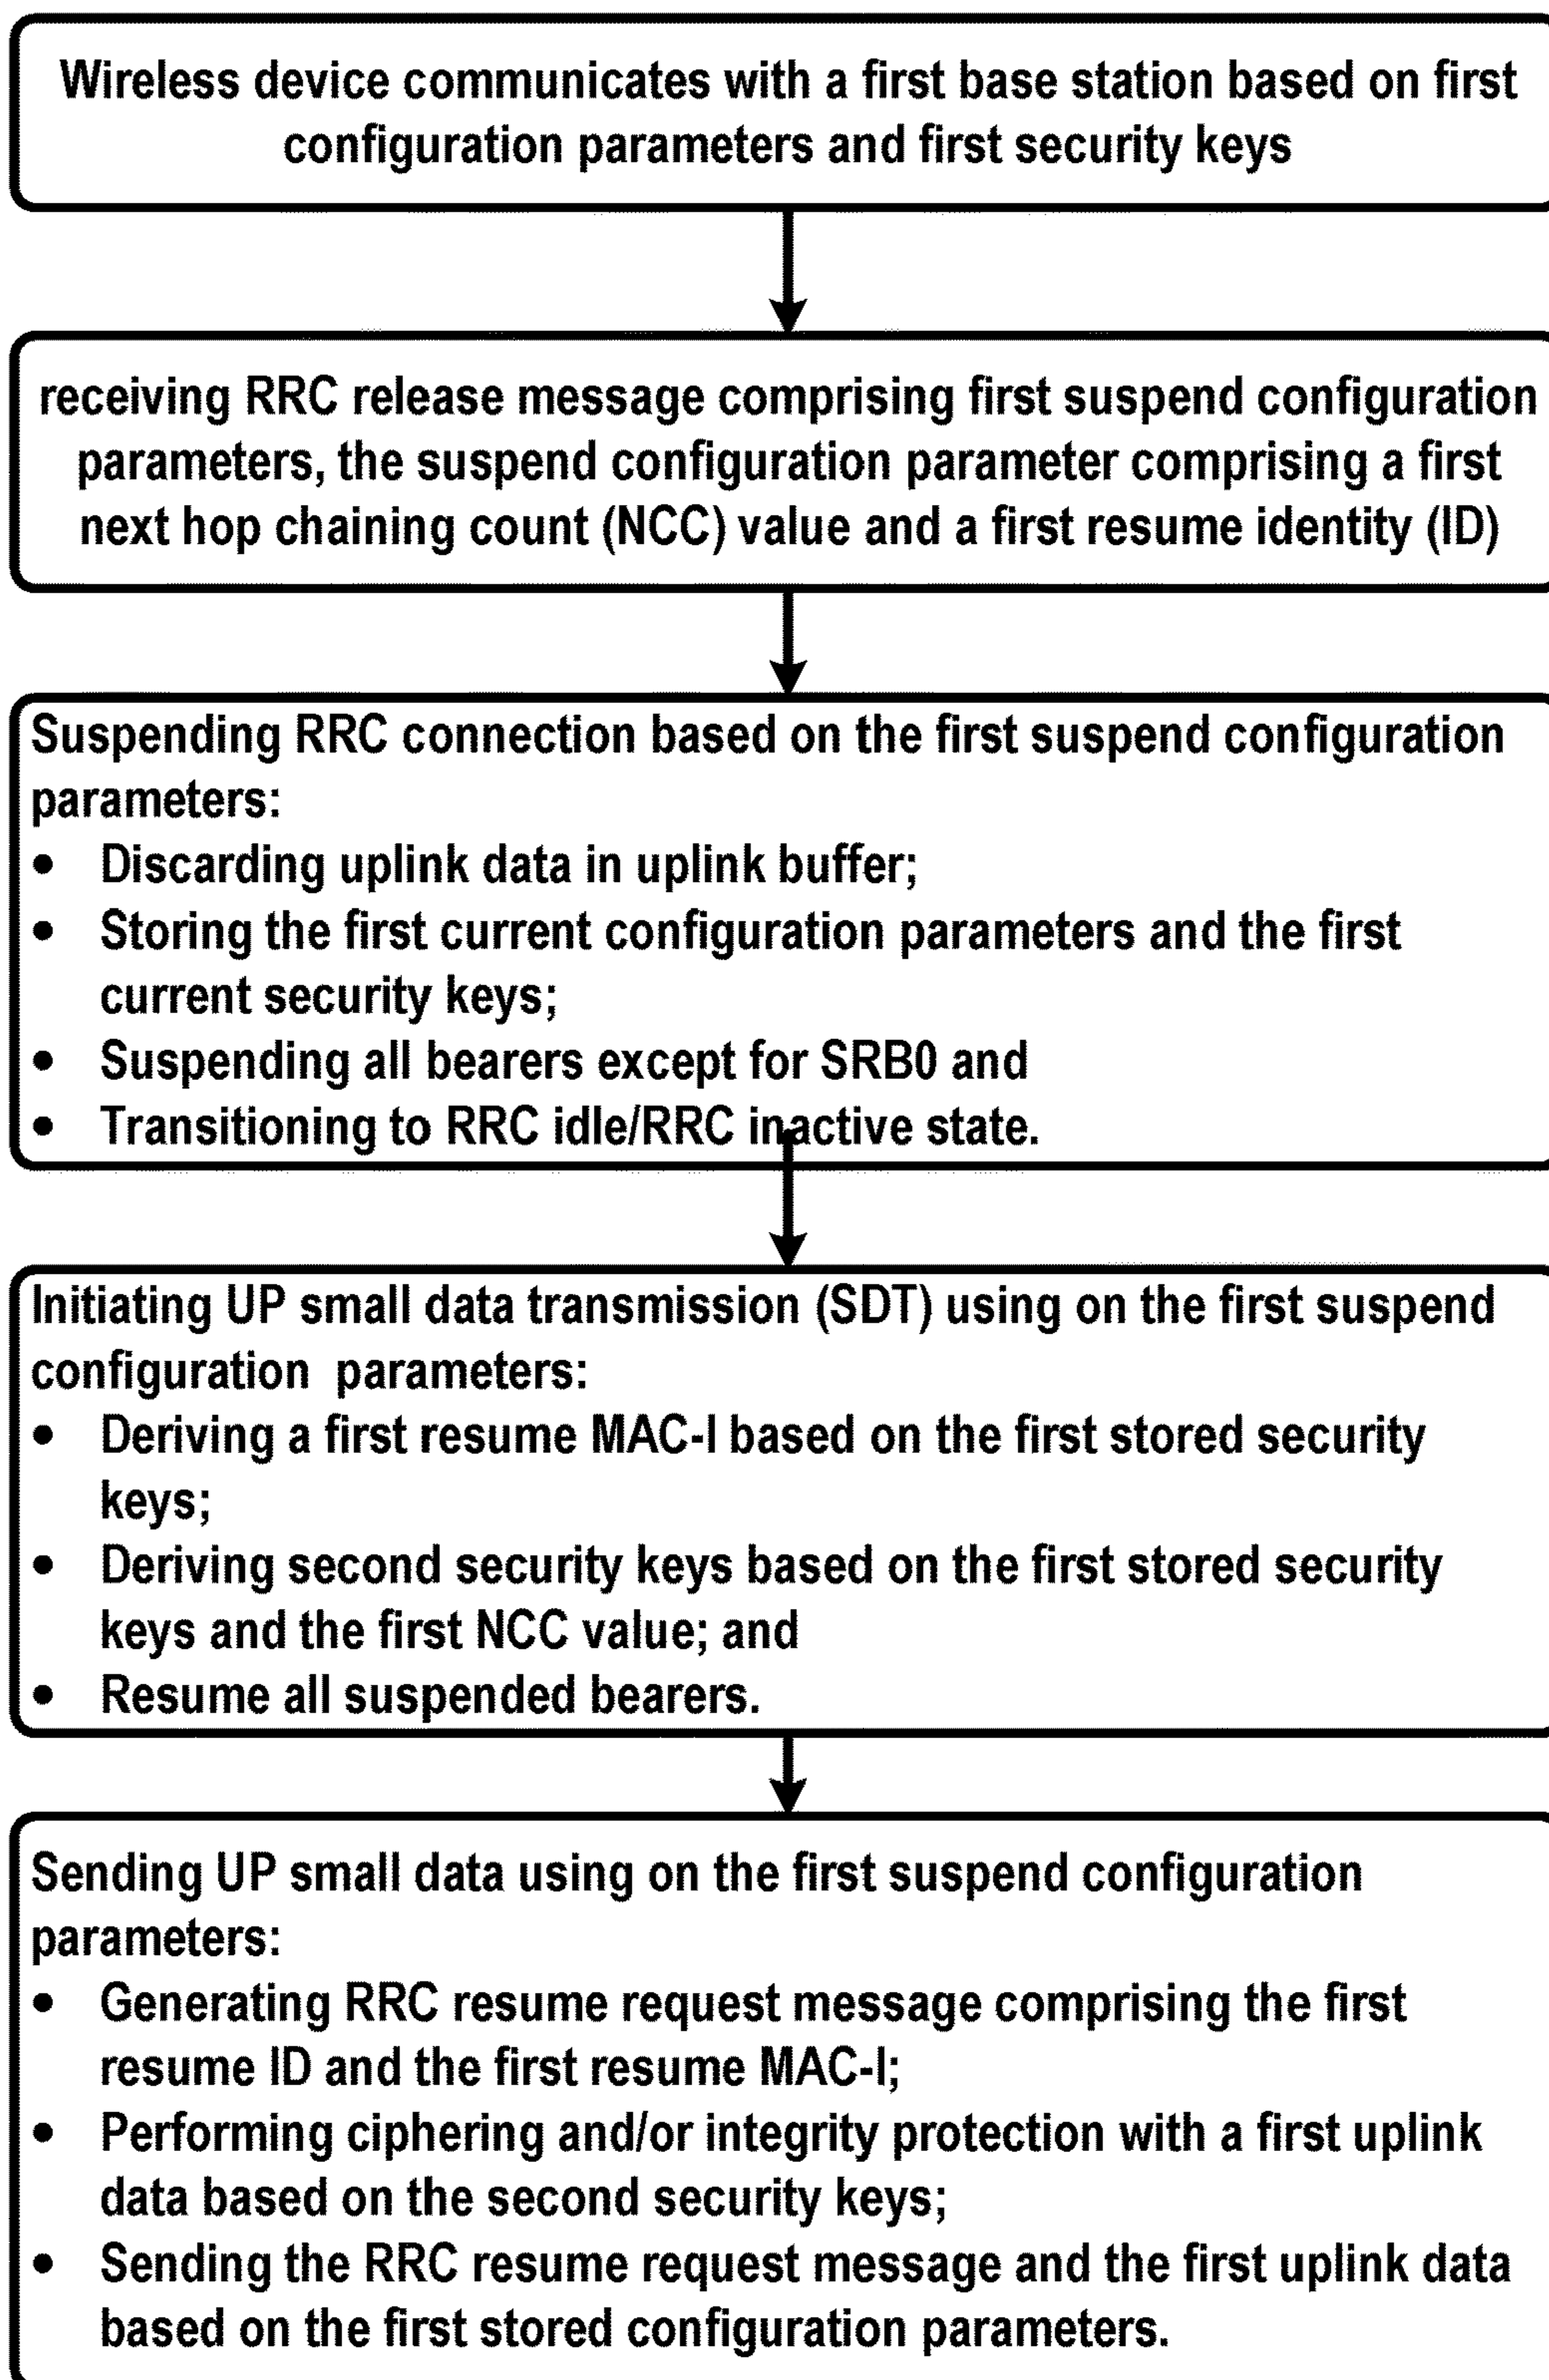 Wireless device communicates with a first base station based on first
configuration parameters and first security keys
receiving RRC release message comprising first suspend configuration
parameters, the suspend configuration parameter comprising a first
next hop chaining count (NCC) value and a first resume identity (ID)
Suspending RRC connection based on the first suspend configuration
parameters:
• Discarding uplink data in uplink buffer;
• Storing the first current configuration parameters and the first
current security keys;
• Suspending all bearers except for SRB0 and
• Transitioning to RRC idle/RRC inactive state.
Initiating UP small data transmission (SDT) using on the first suspend
configuration parameters:
• Deriving a first resume MAC-I based on the first stored security
keys;
• Deriving second security keys based on the first stored security
keys and the first NCC value; and
• Resume all suspended bearers.
Sending UP small data using on the first suspend configuration
parameters:
• Generating RRC resume request message comprising the first
resume ID and the first resume MAC-I;
• Performing ciphering and/or integrity protection with a first uplink
data based on the second security keys;
• Sending the RRC resume request message and the first uplink data
based on the first stored configuration parameters.